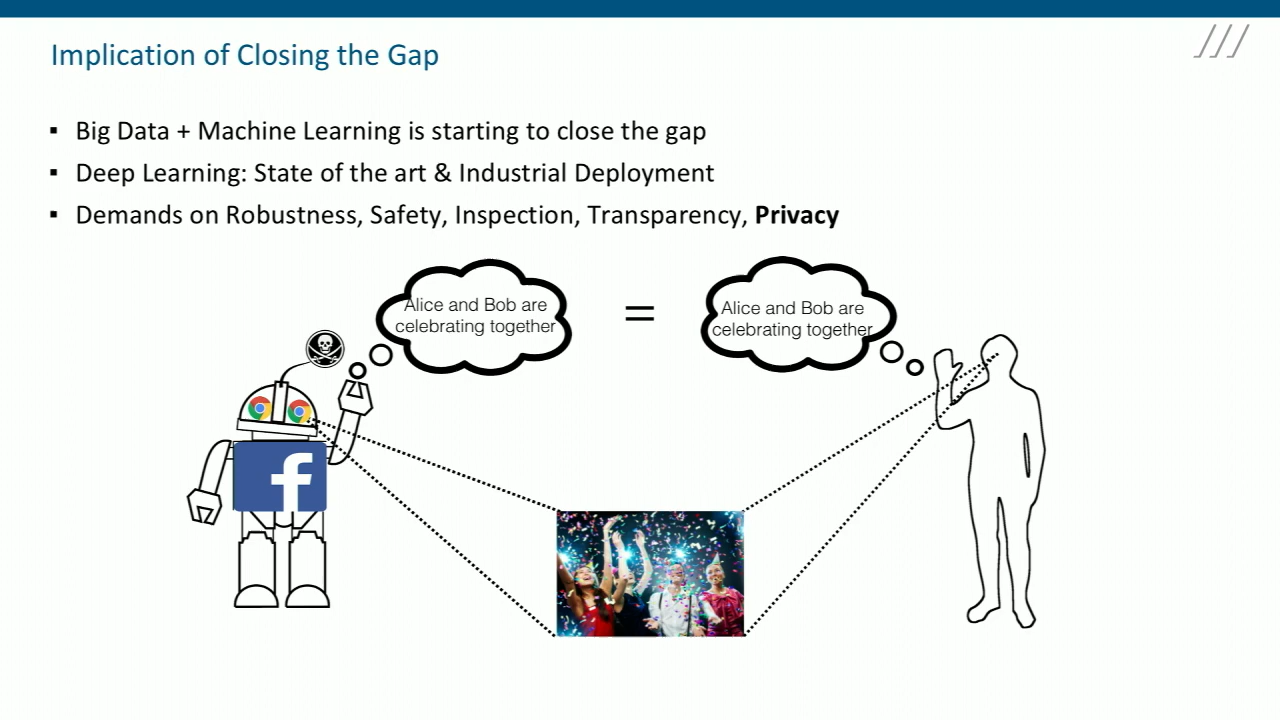 Implication of Closing the Gap
▪ Big Data + Machine Learning is starting to close the gap
▪ Deep Learning: State of the art & Industrial Deployment
▪ Demands on Robustness, Safety, Inspection, Transparency, Privacy
Alice and Bob are
celebrating together
=
Alice and Bob are
celebrating together
f